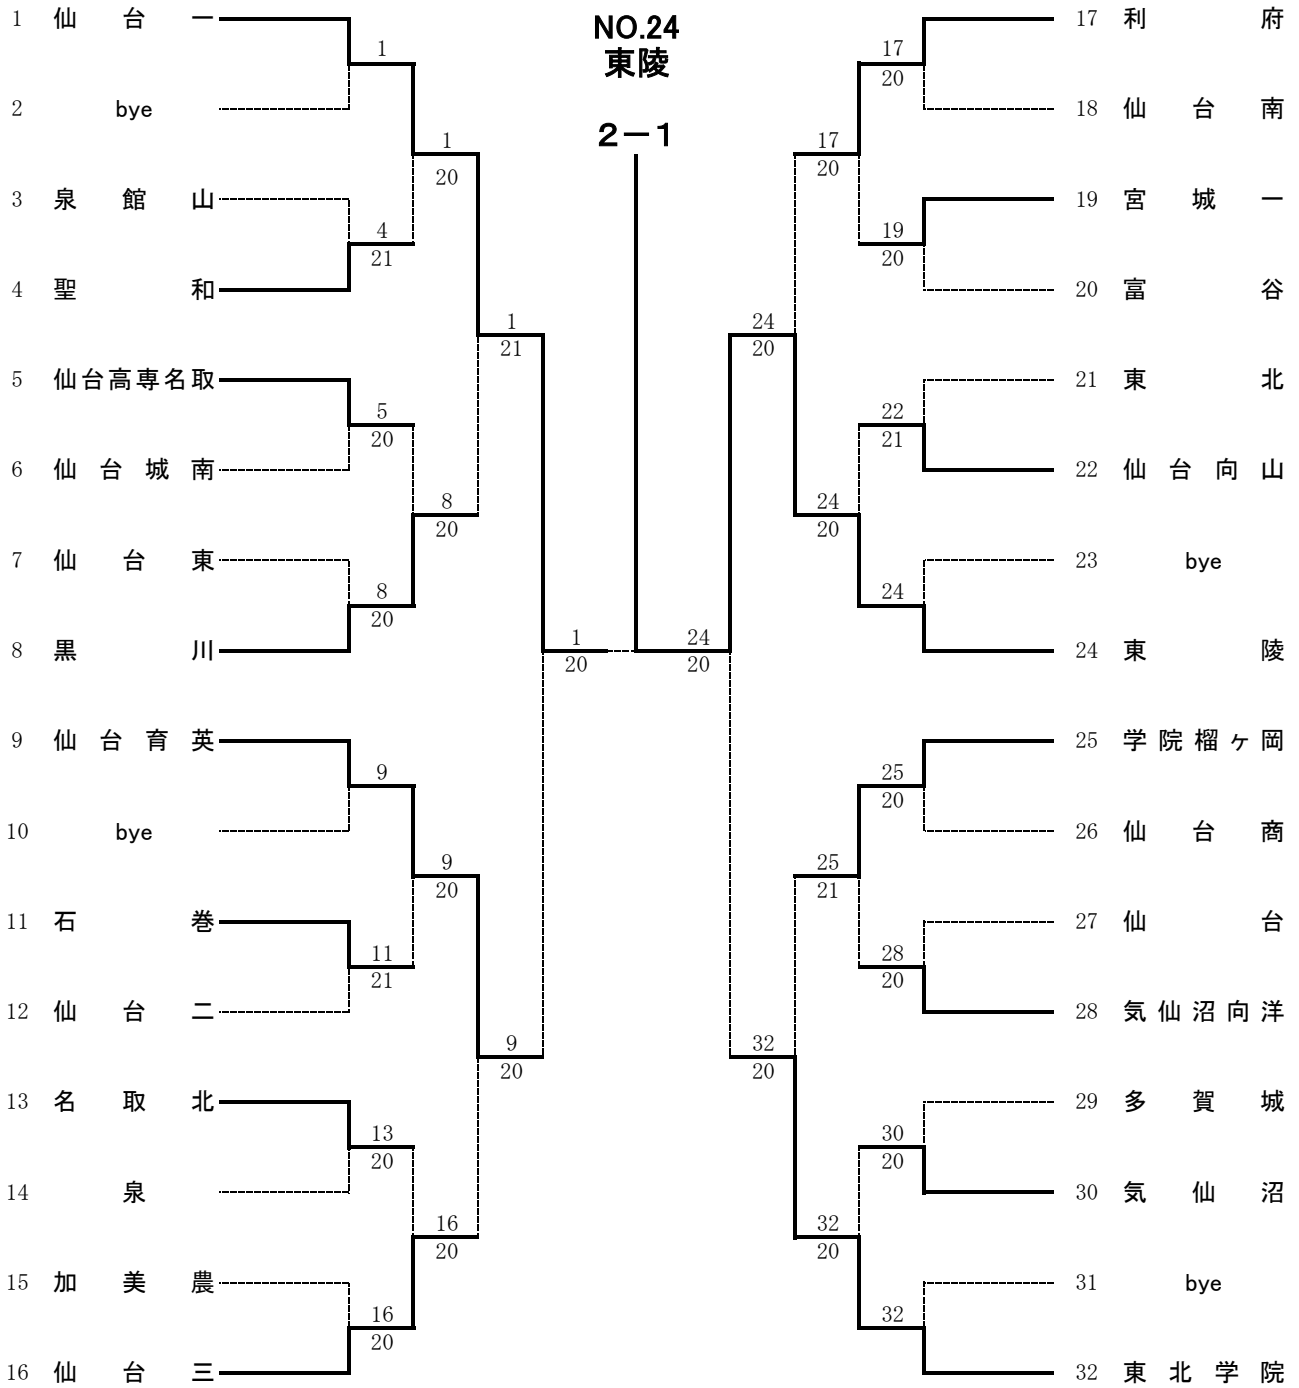 NO.24
東陵
2－1
1 仙台一
1
2 bye
1
20
3 泉館山
4
21
4 聖和
1
21
5 仙台高専名取
5
20
6 仙台城南
8
20
7 仙台東
8
20
8 黒川
1
20
9 仙台育英
9
10 bye
9
20
11 石巻
11
21
12 仙台二
9
20
13 名取北
13
20
14 泉
16
20
15 加美農
16
20
16 仙台三
17 利府
17
20
18 仙台南
17
20
19 宮城一
19
20
20 富谷
24
20
21 東北
22
21
22 仙台向山
24
20
23 bye
24
24 東陵
24
20
25 学院榴ヶ岡
25
20
26 仙台商
25
21
27 仙台
28
20
28 気仙沼向洋
32
20
29 多賀城
30
20
30 気仙沼
32
20
31 bye
32
32 東北学院